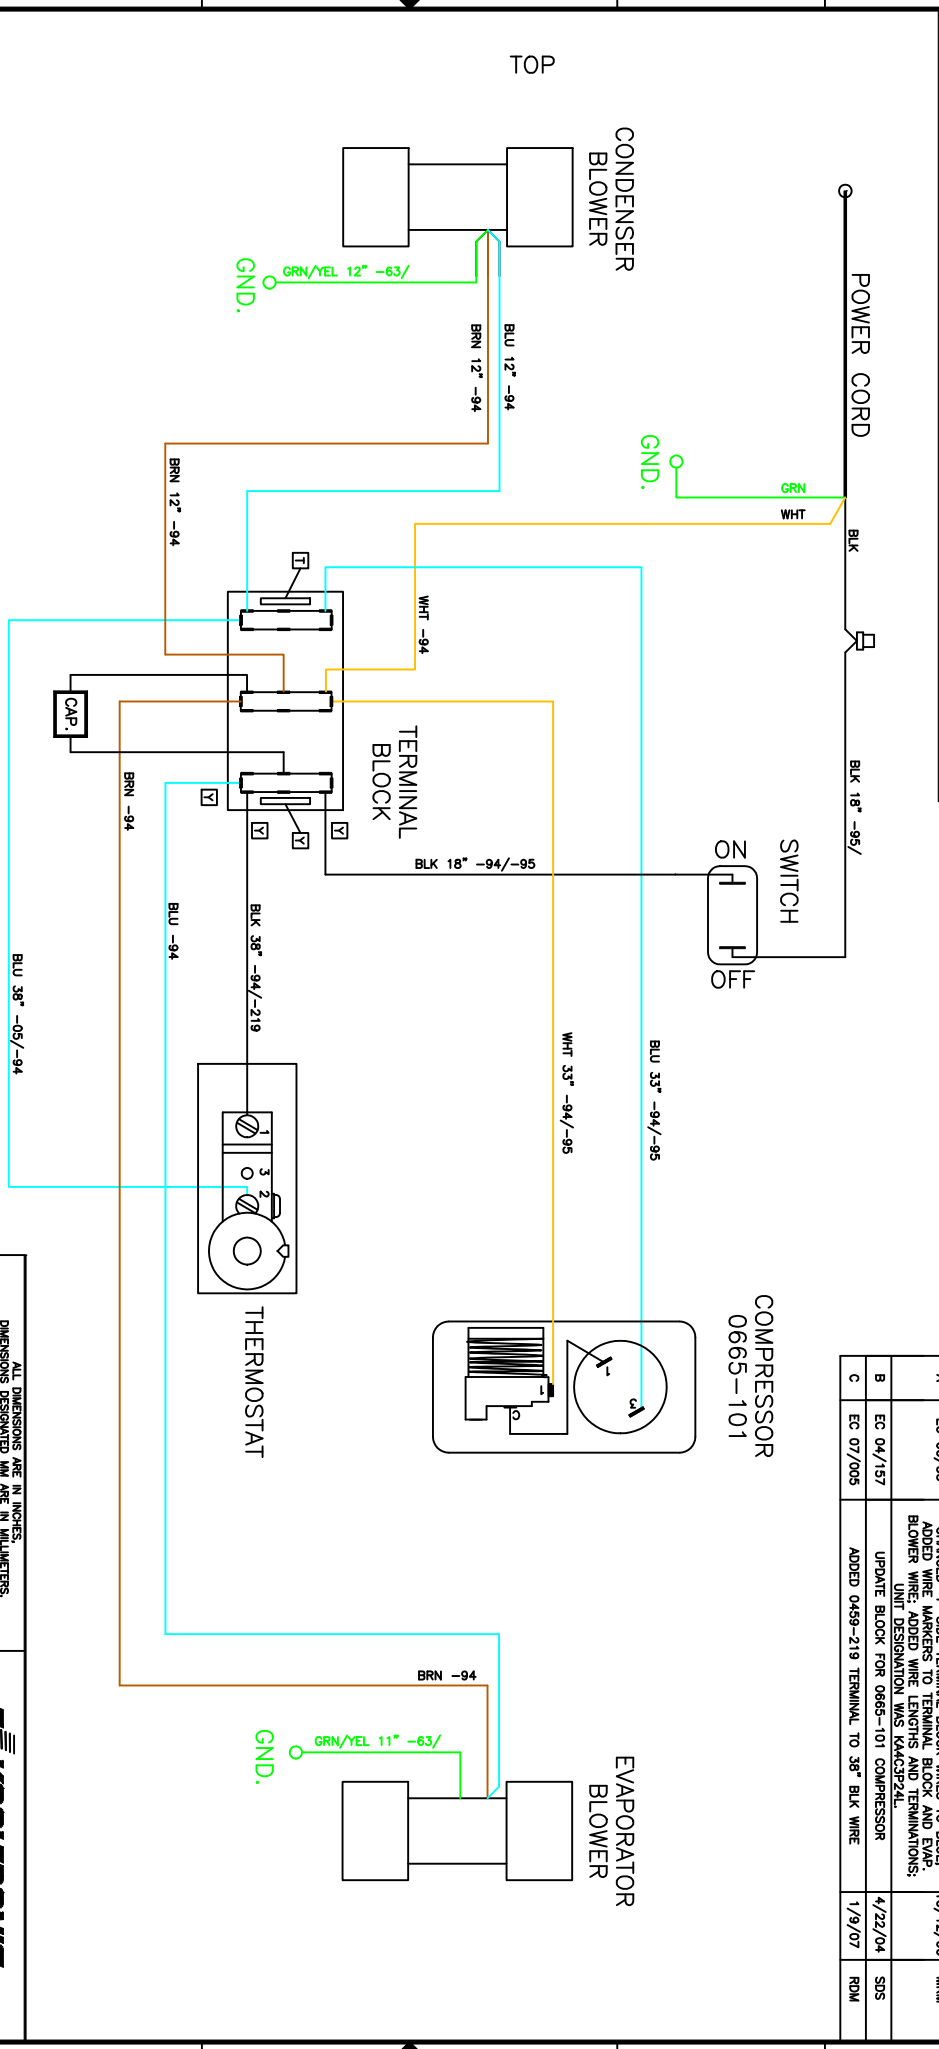 TOP
CONDENSER
BLOWER
POWER CORD
GND.
GRN/YEL 12" -63/
BLU 12" -94
BRN 12" -94
GND.
GRN
WHT
BLK
BRN 12" -94
T
WHT -94
CAP.
TERMINAL
BLOCK
BRN -94
Y
Y
Y
Y
BLK 18" -95/
SWITCH
ON
OFF
BLK 18" -94/-95
BLU -94
BLK 38" -94/-219
BLU 38" -05/-94
WHT 33" -94/-95
BLU 33" -94/-95
1
3
2
THERMOSTAT
COMPRESSOR
0665-101
1
3
1
C
BRN -94
GRN/YEL 11" -63/
GND.
EVAPORATOR
BLOWER
ADDED WIRE MARKERS TO TERMINAL BLOCK AND EVAP.
BLOWER WIRE; ADDED WIRE LENGTHS AND TERMINATIONS;
UNIT DESIGNATION WAS KA4C3P24L.
B EC 04/157 UPDATE BLOCK FOR 0665-101 COMPRESSOR 4/22/04 SDS
C EC 07/005 ADDED 0459-219 TERMINAL TO 38" BLK WIRE 1/9/07 RDM
ALL DIMENSIONS ARE IN INCHES,
DIMENSIONS DESIGNATED MM ARE IN MILLIMETERS.